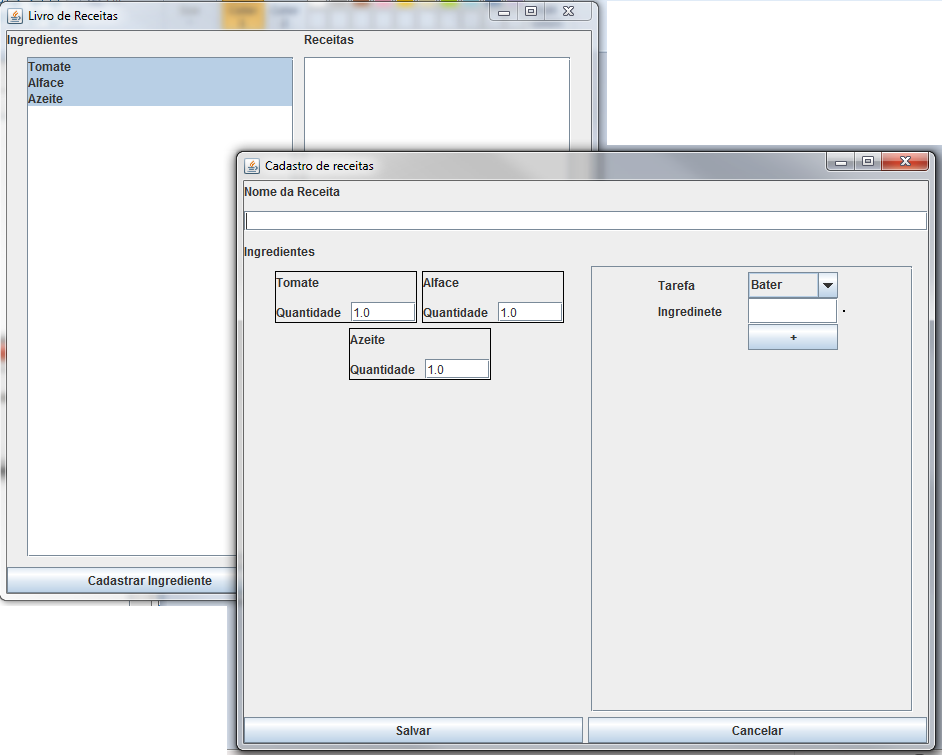 Livro de Receitas
Ingredientes
Receitas
Tomate
Alface
Azeite
Cadastrar Ingrediente
Cadastro de receitas
Nome da Receita
Ingredientes
Tomate
Quantidade 1.0
Alface
Quantidade 1.0
Azeite
Quantidade 1.0
Tarefa Bater
Ingredinete .
+
Salvar
Cancelar